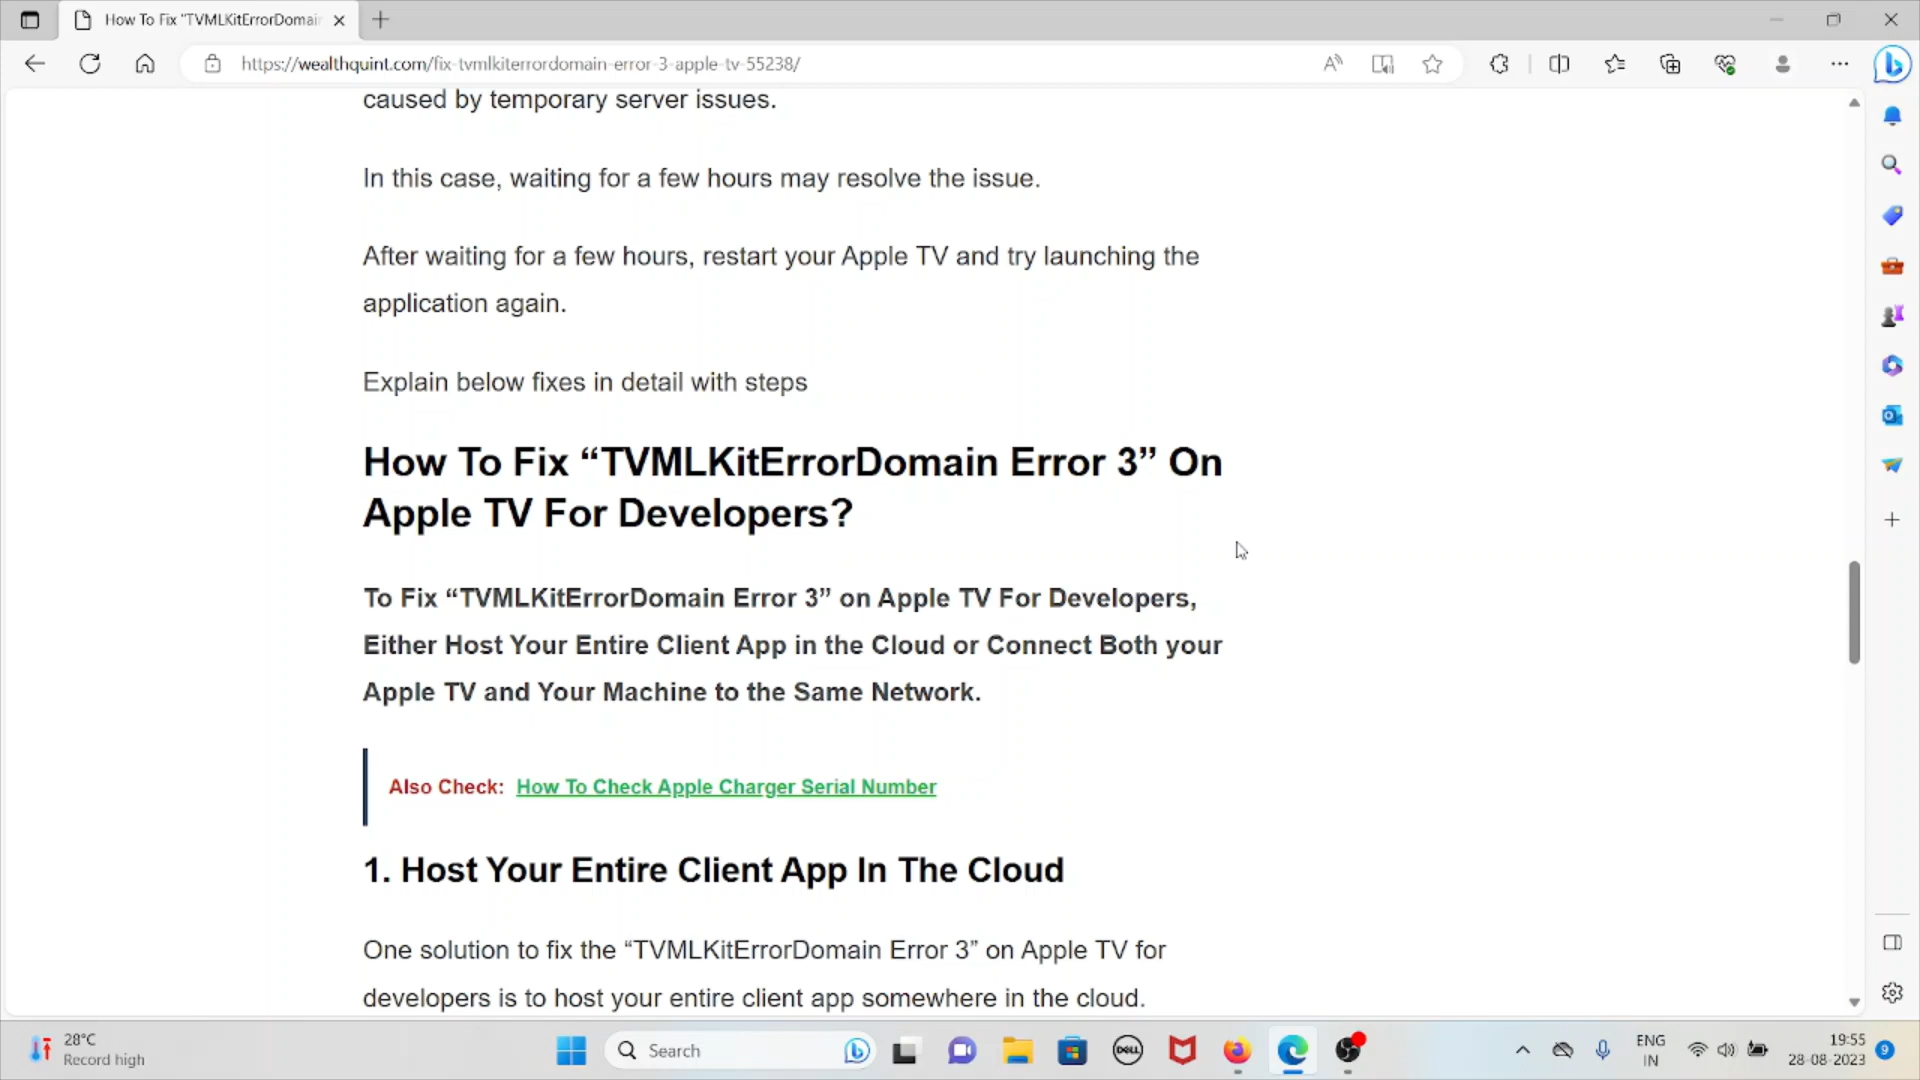 How To Fix "TVMLKitErrorDomain
https://wealthquint.com/fix-tvmlkiterrordomain-error-3-apple-tv-55238/
caused by temporary server issues.
In this case, waiting for a few hours may resolve the issue.
After waiting for a few hours, restart your Apple TV and try launching the
application again.
Explain below fixes in detail with steps
How To Fix “TVMLKitErrorDomain Error 3” On
Apple TV For Developers?
To Fix “TVMLKitErrorDomain Error 3” on Apple TV For Developers,
Either Host Your Entire Client App in the Cloud or Connect Both your
Apple TV and Your Machine to the Same Network.
Also Check: How To Check Apple Charger Serial Number
1. Host Your Entire Client App In The Cloud
One solution to fix the “TVMLKitErrorDomain Error 3” on Apple TV for
developers is to host your entire client app somewhere in the cloud.
28°C
Record high
Search
DELL
ENG
IN
19:55
28-08-2023
9